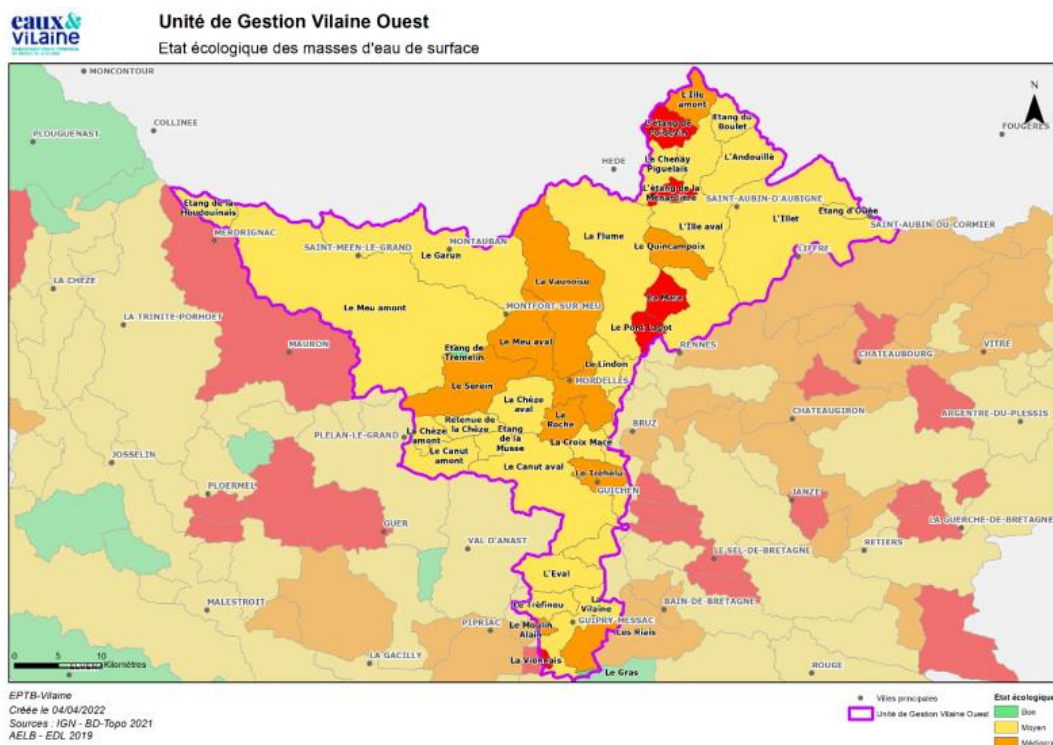 eaux&
Vilaine
Unité de Gestion Vilaine Ouest
Etat écologique des masses d'eau de surface
MONCONTOUR
N
L'Ille
amont
PLOUGUENAST
COLLINEE
L'étang de
Etang du
Boulet
FOUGERES
HEDE
Le Chenay
Piguelais
L'Andouillé
L'étang de la
Menardière
SAINT-AUBIN-D'AUBIGNE
Etang de la
Houdouinais
MERDRIGNAC
L'Illet
Etang d'Ouée
SAINT-AUBIN DU-CORMIER
La Flume
L'Ille aval
SAINT-MEEN-LE-GRAND
MONTAUBAN
Le Garun
Le Quincampoix
LIFFRE
LA CHEZE
La Vaunoise
Le Meu amont
La Mare
MONTFORT-SUR-MEU
LA TRINITE-PORHOET
Le Pont Lagot
MAURON
Le Meu aval
RENNES
VITRE
Etang de
Trémelin
CHATEAUBOURG
Le Lindon
Le Serein
MORDELLES
La Chèze
aval
La
Roche
CHATEAUGIRON
ARGENTRE-DU-PLESSIS
Retenue de
la Chèze
PLELAN-LE-GRAND
La Chèze
amont
Etang
de la
Musse
La Croix Macé
BRUZ
JOSSELIN
Le Canut
amont
Le Canut aval
Le Tréhélu
PLOERMEL
GUICHEN
JANZE
LA GUERCHE-DE-BRETAGNE
GUER
VAL D'ANAST
RETIERS
LE SEL-DE-BRETAGNE
L'Eval
MALESTROIT
Le Tréfineu
La
Vilaine
BAIN-DE-BRETAGNE
PIPRIAC
Le Moulin
Alain
GUIPRY-MESSAC
Les Riais
LA GACILLY
La Vionnais
Le Gras
ROUGE
0 5 10 Kilomètres
EPTB-Vilaine
Créée le 04/04/2022
Sources : IGN - BD-Topo 2021
AELB - EDL 2019
Villes principales
Unité de Gestion Vilaine Ouest
Etat écologique
Bon
Moyen
Médiocre